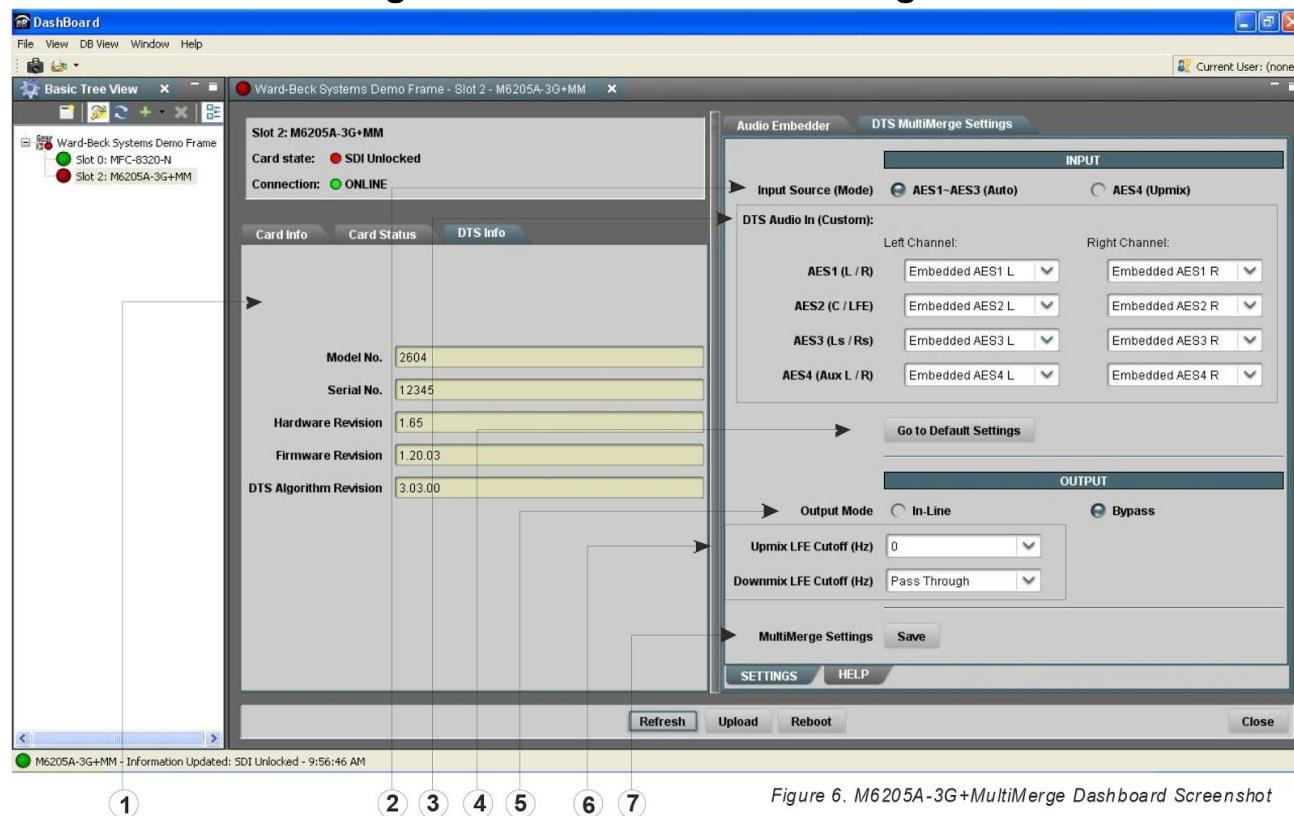 DashBoard
File View DB View Window Help
Current User: (none
Basic Tree View
Ward-Beck Systems Demo Frame
Slot 0: MFC-8320-N
Slot 2: M6205A-3G+MM
Ward-Beck Systems Demo Frame - Slot 2 - M6205A-3G+MM
Slot 2: M6205A-3G+MM
Card state: SDI Unlocked
Connection: ONLINE
Card Info Card Status DTS Info
Model No. 2604
Serial No. 12345
Hardware Revision 1.65
Firmware Revision 1.20.03
DTS Algorithm Revision 3.03.00
Audio Embedder DTS MultiMerge Settings
INPUT
Input Source (Mode) AES1~AES3 (Auto) AES4 (Upmix)
DTS Audio In (Custom):
Left Channel: Right Channel:
AES1 (L / R) Embedded AES1 L Embedded AES1 R
AES2 (C / LFE) Embedded AES2 L Embedded AES2 R
AES3 (Ls / Rs) Embedded AES3 L Embedded AES3 R
AES4 (Aux L / R) Embedded AES4 L Embedded AES4 R
Go to Default Settings
OUTPUT
Output Mode In-Line Bypass
Upmix LFE Cutoff (Hz) 0
Downmix LFE Cutoff (Hz) Pass Through
MultiMerge Settings Save
SETTINGS HELP
Refresh Upload Reboot Close
M6205A-3G+MM - Information Updated: SDI Unlocked - 9:56:46 AM
1 2 3 4 5 6 7
Figure 6. M6205A-3G+MultiMerge Dashboard Screenshot